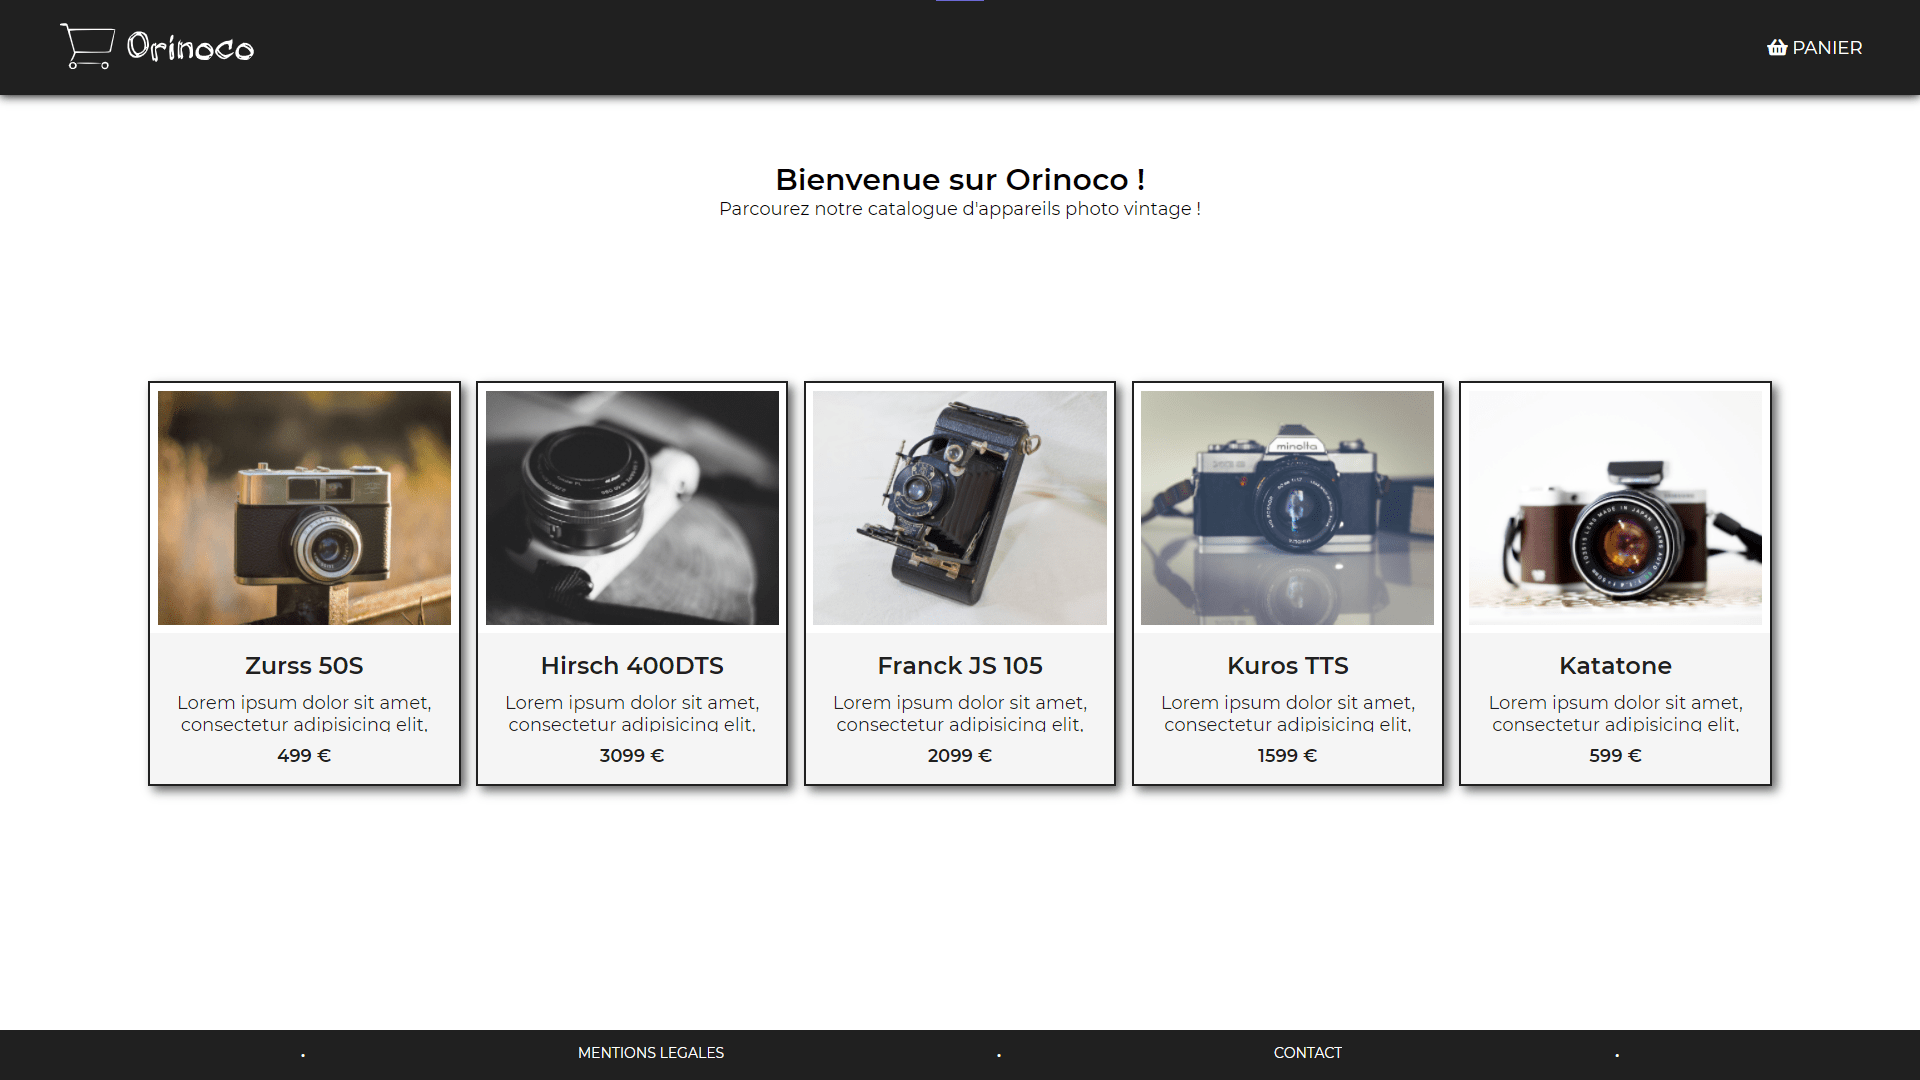 Orinoco
PANIER
Bienvenue sur Orinoco !
Parcourez notre catalogue d'appareils photo vintage !
minolta
Zurss 50S
Lorem ipsum dolor sit amet,
consectetur adipisicing elit,
499 €
Hirsch 400DTS
Lorem ipsum dolor sit amet,
consectetur adipisicing elit,
3099 €
Franck JS 105
Lorem ipsum dolor sit amet,
consectetur adipisicing elit,
2099 €
Kuros TTS
Lorem ipsum dolor sit amet,
consectetur adipisicing elit,
1599 €
Katatone
Lorem ipsum dolor sit amet,
consectetur adipisicing elit,
599 €
• MENTIONS LEGALES • CONTACT •